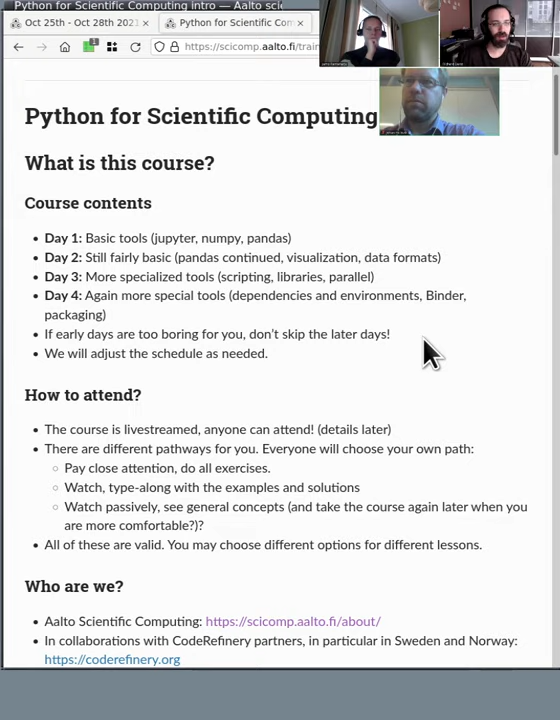 Python for Scientific Computing intro — Aalto sci
Oct 25th - Oct 28th 2021
Python for Scientific Com
https://scicomp.aalto.fi/train
Python for Scientific Computing
What is this course?
Course contents
• Day 1: Basic tools (jupyter, numpy, pandas)
• Day 2: Still fairly basic (pandas continued, visualization, data formats)
• Day 3: More specialized tools (scripting, libraries, parallel)
• Day 4: Again more special tools (dependencies and environments, Binder,
packaging)
• If early days are too boring for you, don't skip the later days!
• We will adjust the schedule as needed.
How to attend?
• The course is livestreamed, anyone can attend! (details later)
• There are different pathways for you. Everyone will choose your own path:
◦ Pay close attention, do all exercises.
◦ Watch, type-along with the examples and solutions
◦ Watch passively, see general concepts (and take the course again later when you
are more comfortable?)?
• All of these are valid. You may choose different options for different lessons.
Who are we?
• Aalto Scientific Computing: https://scicomp.aalto.fi/about/
• In collaborations with CodeRefinery partners, in particular in Sweden and Norway:
https://coderefinery.org